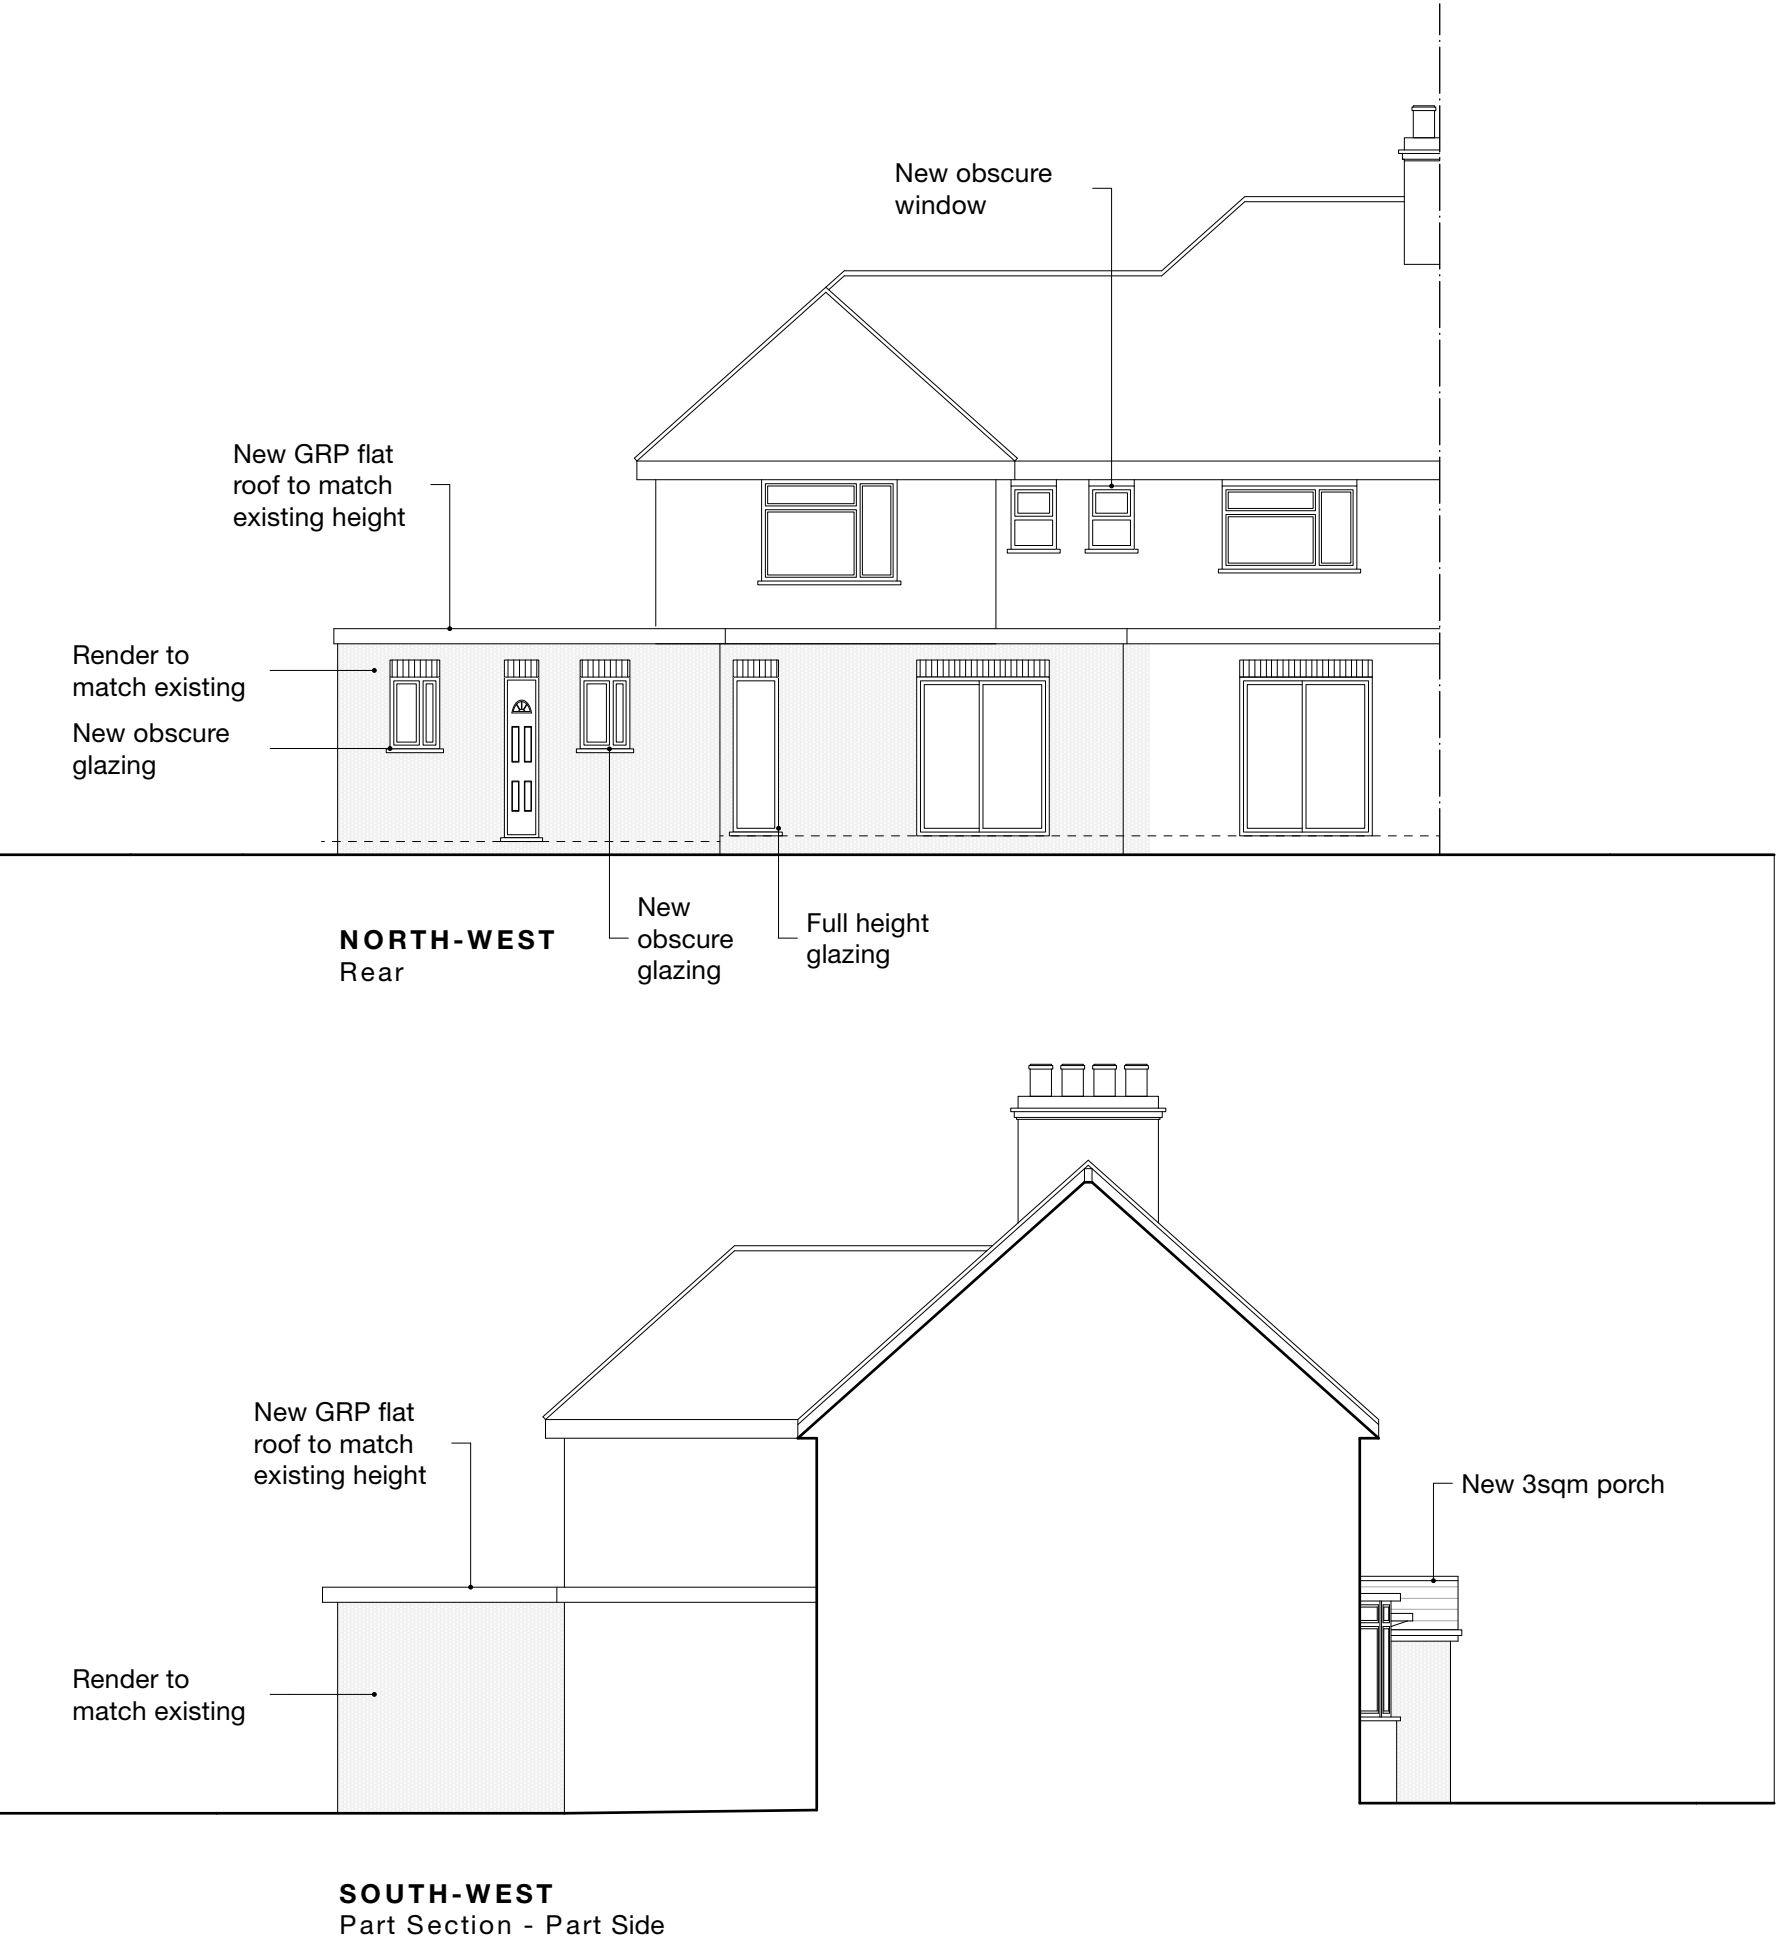 New obscure
window
New GRP flat
roof to match
existing height
Render to
match existing
New obscure
glazing
New
obscure
glazing
Full height
glazing
NORTH-WEST
Rear
New GRP flat
roof to match
existing height
New 3sqm porch
Render to
match existing
SOUTH-WEST
Part Section - Part Side